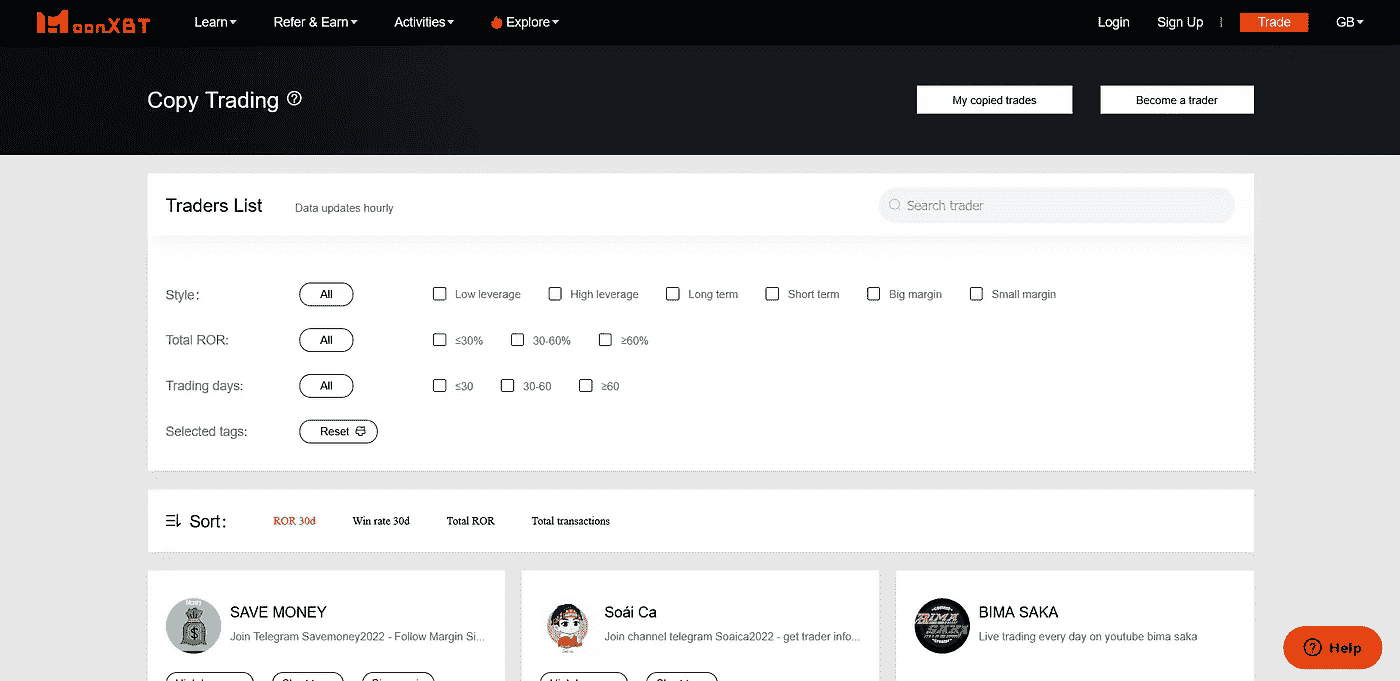 MoonXBT Learn Refer & Earn Activities Explore Login Sign Up Trade GB
Copy Trading My copied trades Become a trader
Traders List Data updates hourly Search trader
Style: All Low leverage High leverage Long term Short term Big margin Small margin
Total ROR: All ≤30% 30-60% ≥60%
Trading days: All ≤30 30-60 ≥60
Selected tags: Reset
Sort: ROR 30d Win rate 30d Total ROR Total transactions
SAVE MONEY
Join Telegram Savemoney2022 - Follow Margin Si...
Soái Ca
Join channel telegram Soaica2022 - get trader info...
BIMA SAKA
Live trading every day on youtube bima saka
Help